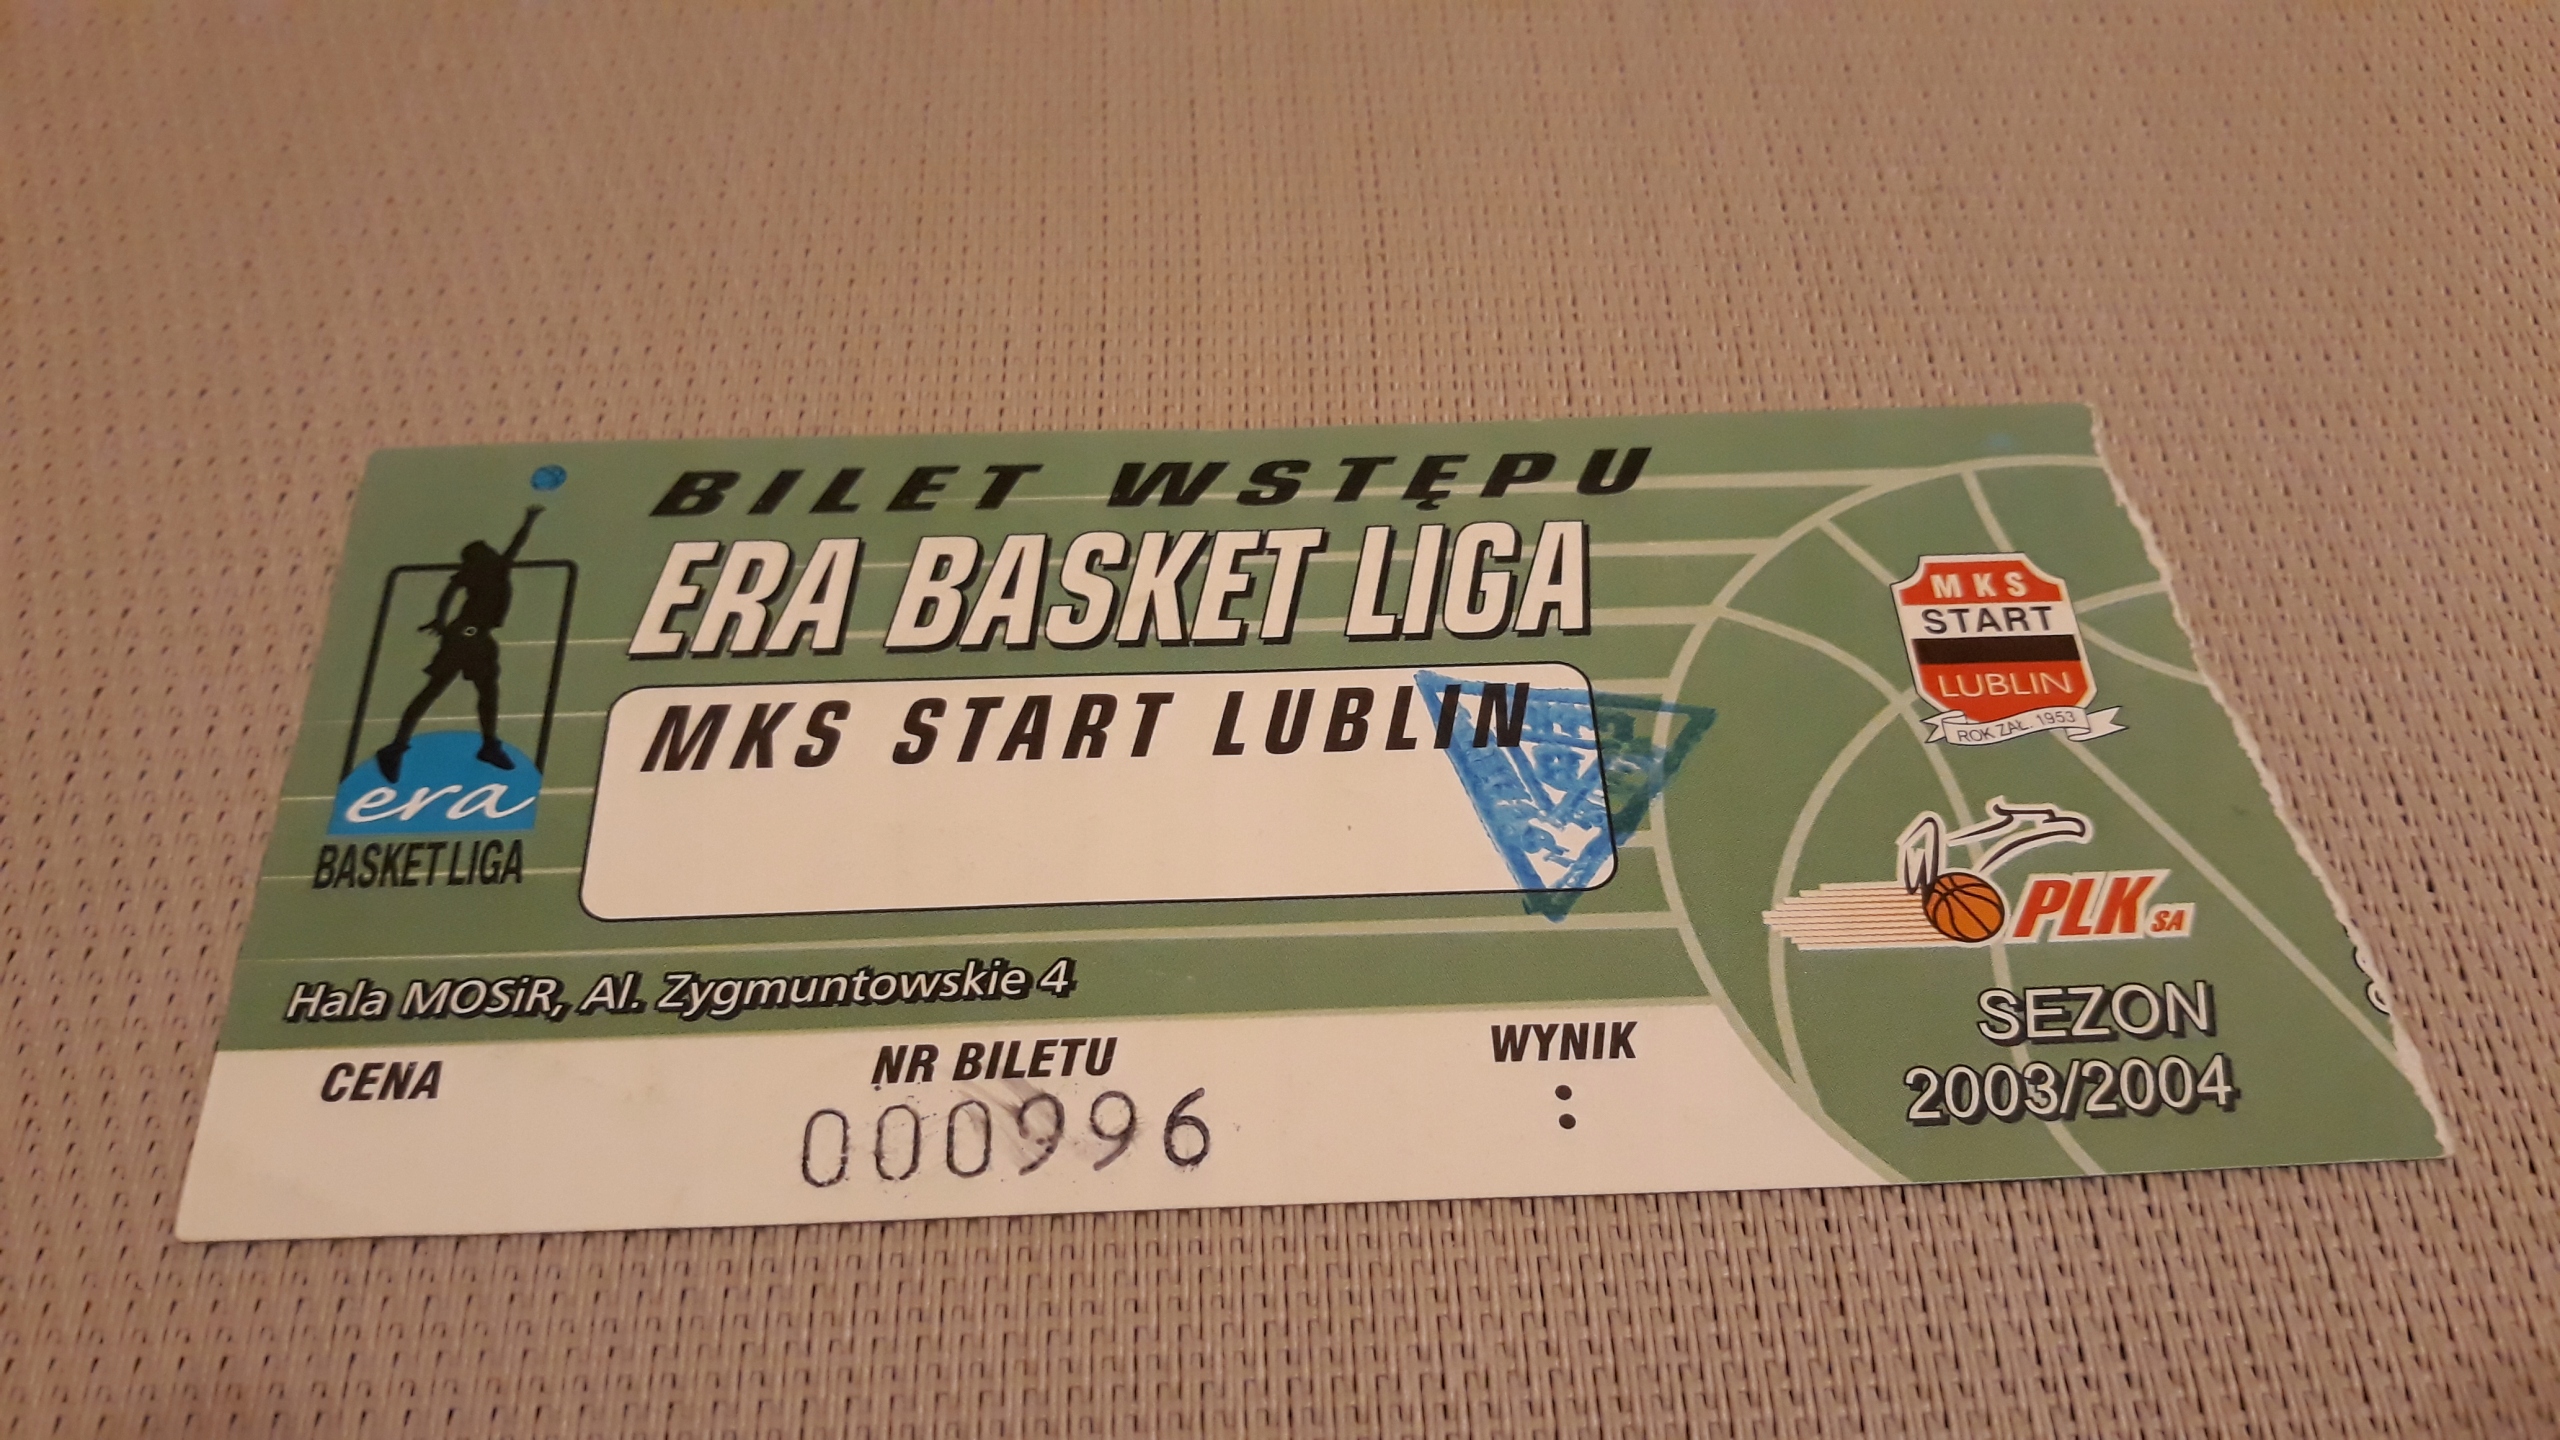 BILET WSTĘPU
ERA BASKET LIGA
MKS START LUBLIN
era
BASKET LIGA
MKS
START
LUBLIN
ROK ZAŁ. 1953
PLK SA
Hala MOSiR, Al. Zygmuntowskie 4
SEZON
2003/2004
CENA
NR BILETU
000996
WYNIK
: